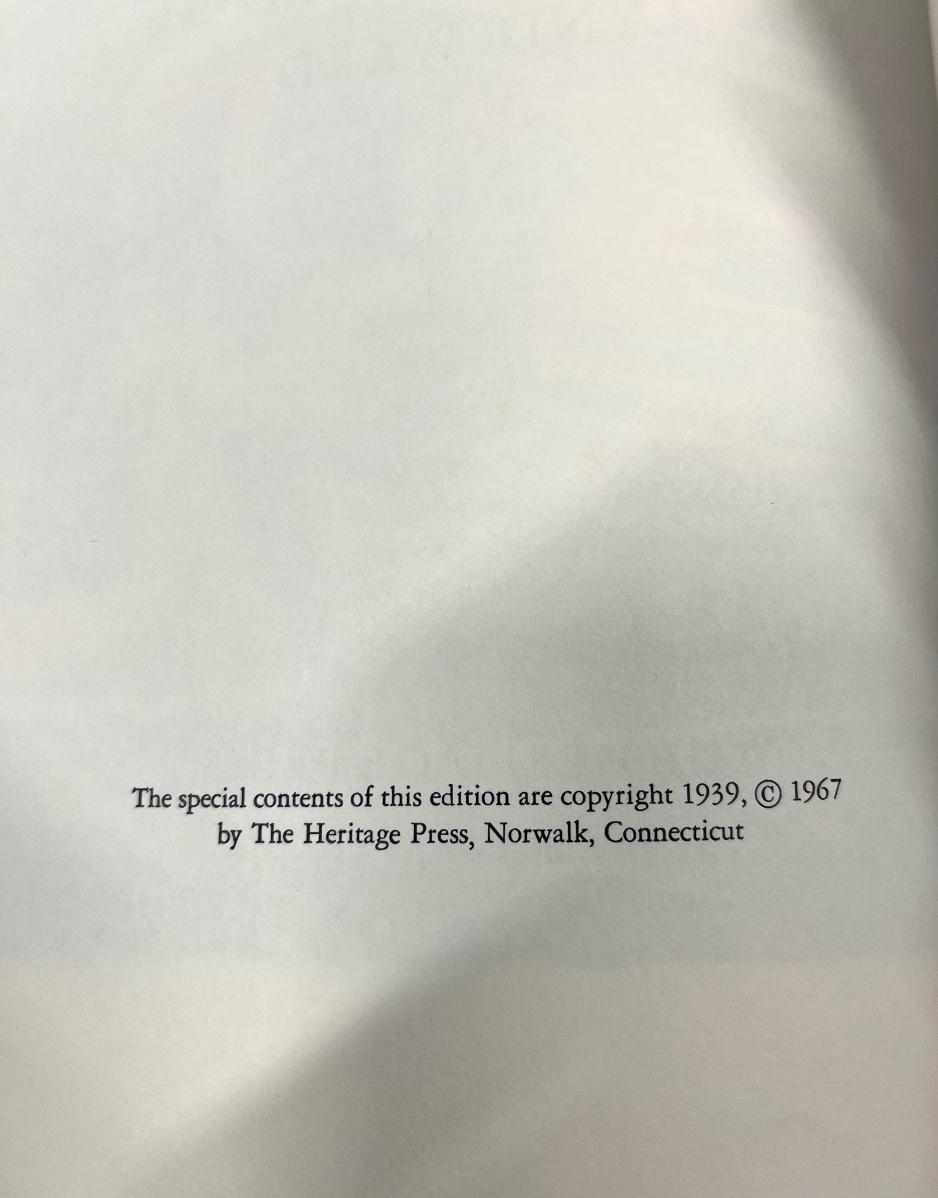 The special contents of this edition are copyright 1939, © 1967
by The Heritage Press, Norwalk, Connecticut